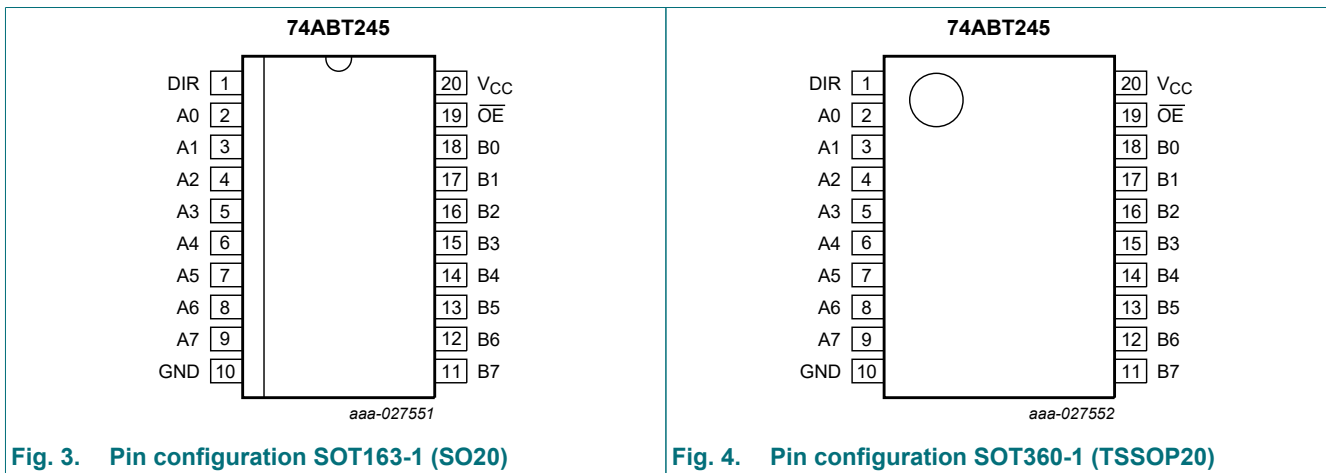 74ABT245
DIR 1 20 VCC
A0 2 19 O̅E̅
A1 3 18 B0
A2 4 17 B1
A3 5 16 B2
A4 6 15 B3
A5 7 14 B4
A6 8 13 B5
A7 9 12 B6
GND 10 11 B7
aaa-027551
Fig. 3. Pin configuration SOT163-1 (SO20)
74ABT245
DIR 1 20 VCC
A0 2 19 O̅E̅
A1 3 18 B0
A2 4 17 B1
A3 5 16 B2
A4 6 15 B3
A5 7 14 B4
A6 8 13 B5
A7 9 12 B6
GND 10 11 B7
aaa-027552
Fig. 4. Pin configuration SOT360-1 (TSSOP20)